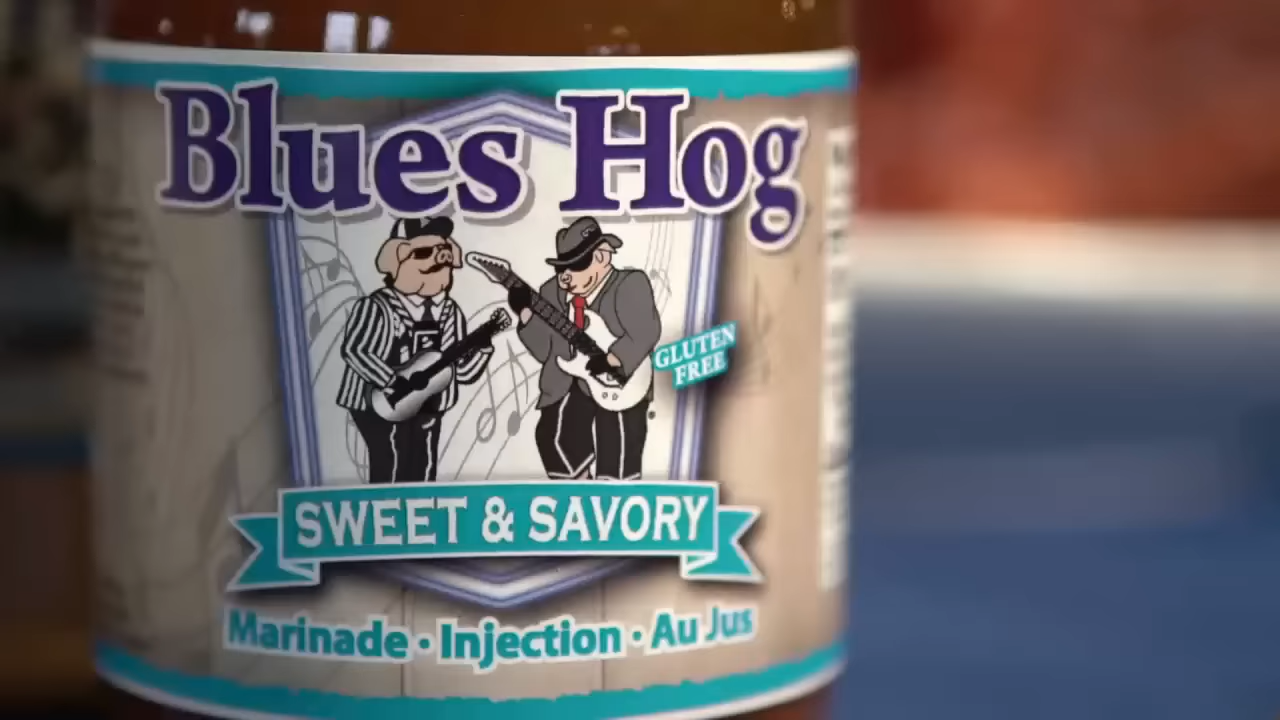 Blues Hog
GLUTEN
FREE
SWEET & SAVORY
Marinade • Injection • Au Jus